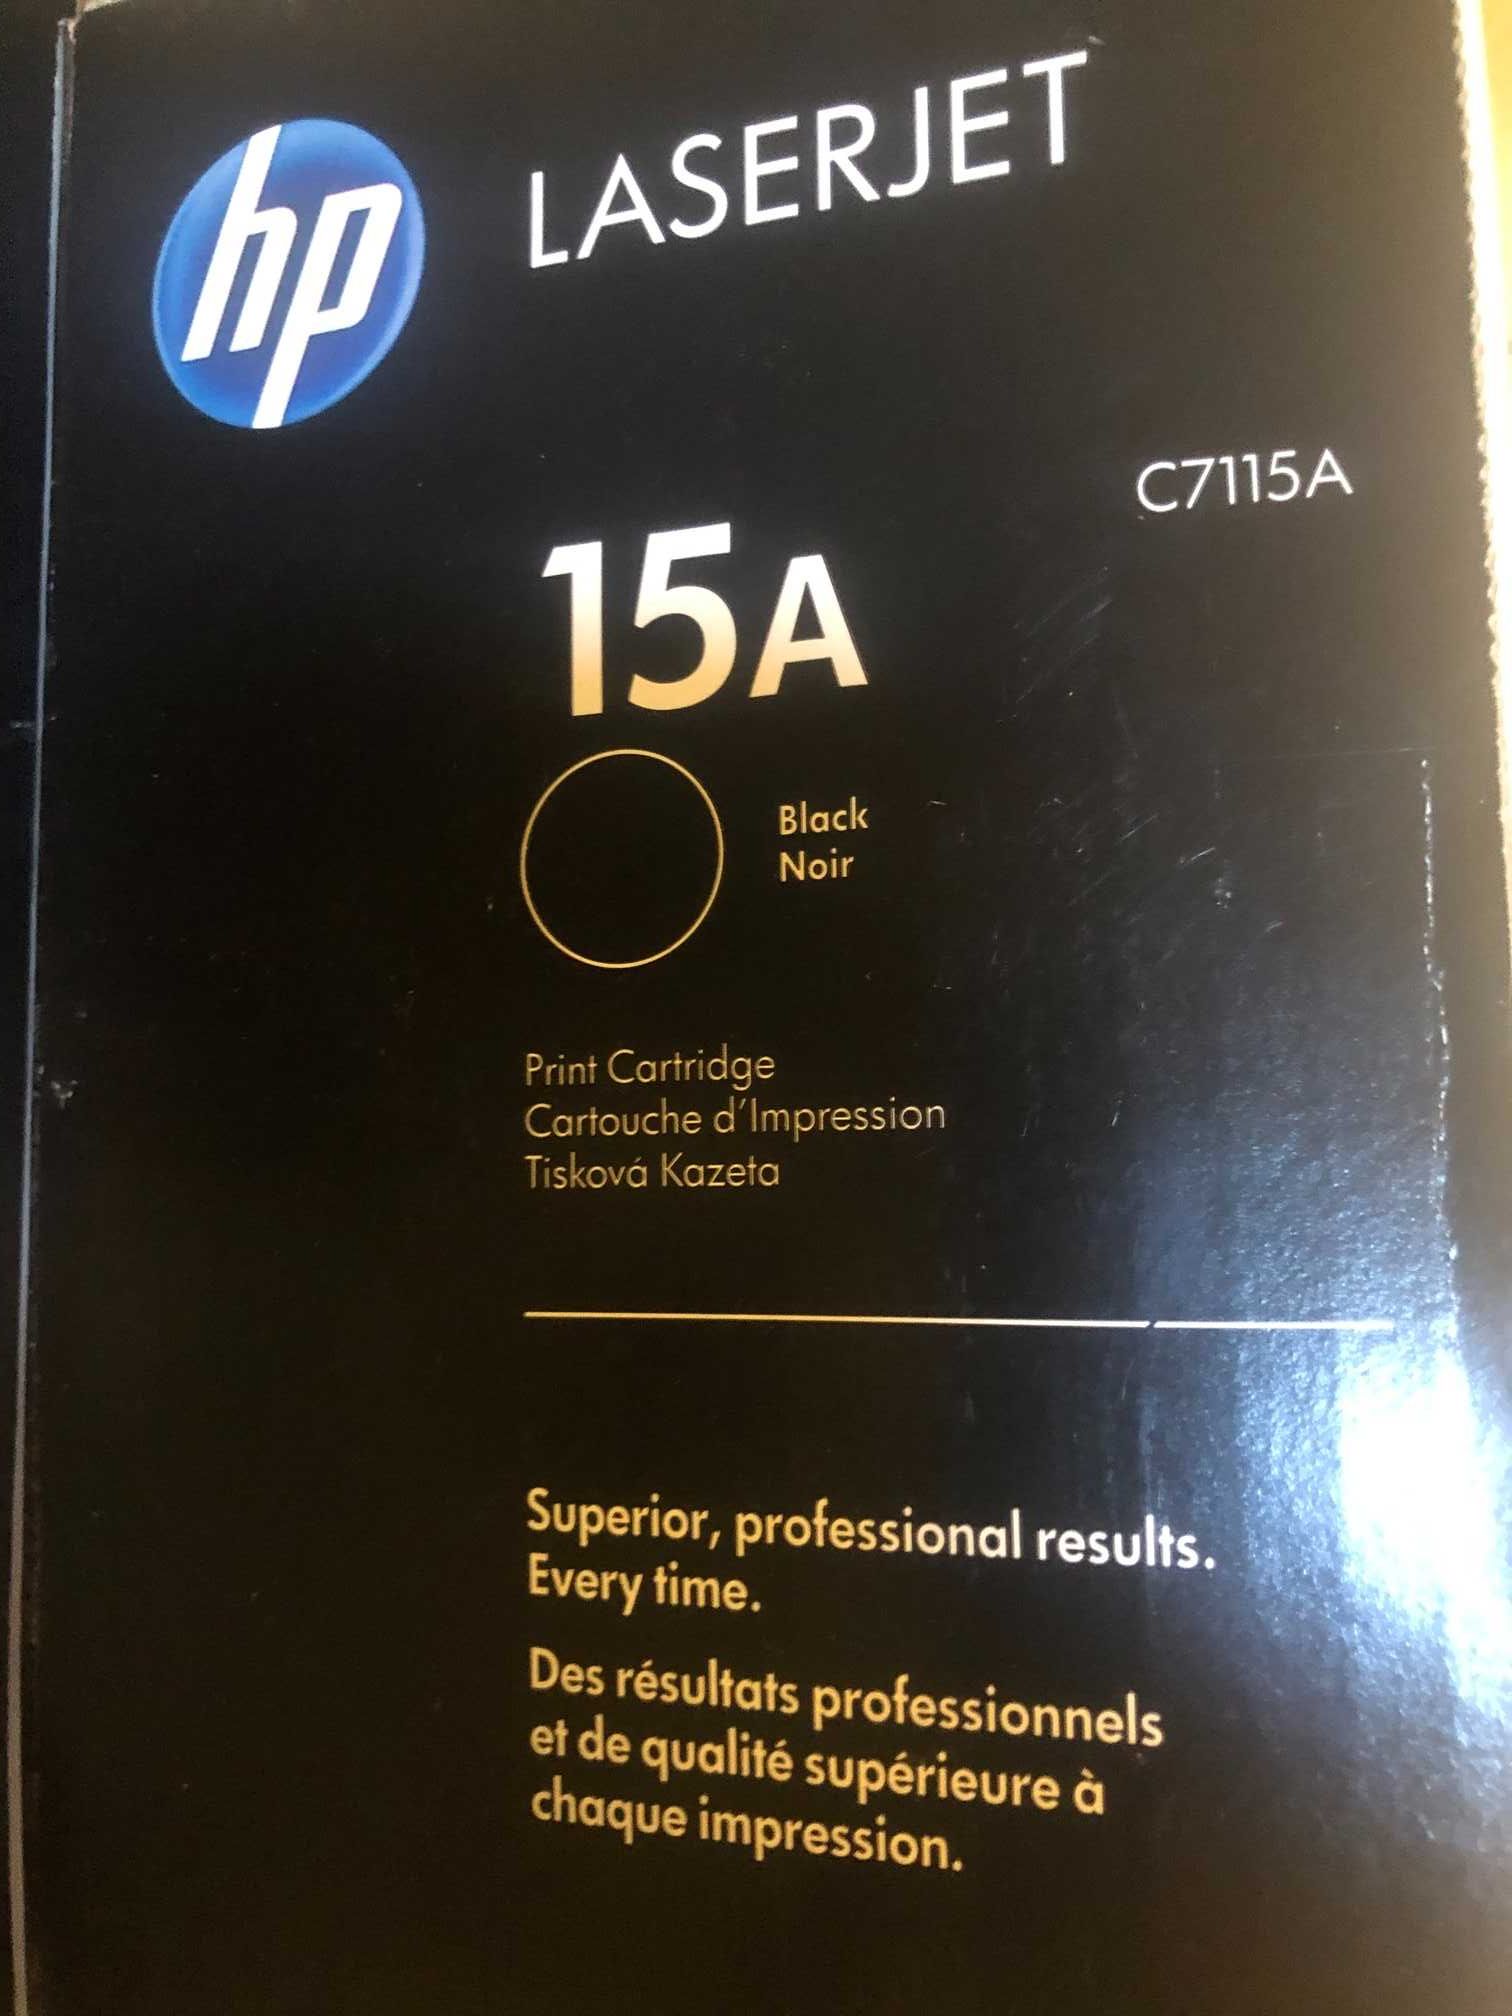 hp
LASERJET
C7115A
15A
Black
Noir
Print Cartridge
Cartouche d'Impression
Tisková Kazeta
Superior, professional results.
Every time.
Des résultats professionnels
et de qualité supérieure à
chaque impression.